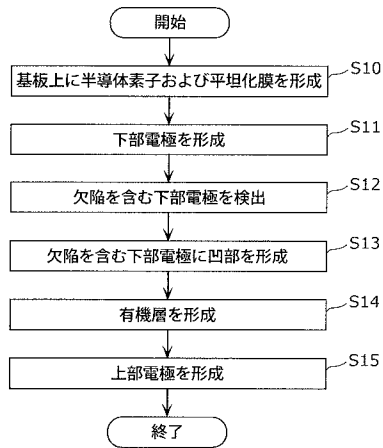 開始
基板上に半導体素子および平坦化膜を形成
S10
下部電極を形成
S11
欠陥を含む下部電極を検出
S12
欠陥を含む下部電極に凹部を形成
S13
有機層を形成
S14
上部電極を形成
S15
終了